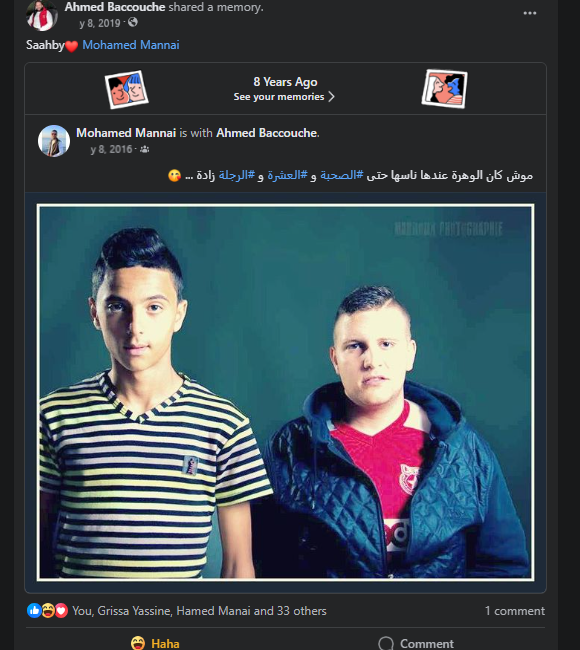 Ahmed Baccouche shared a memory.
y 8, 2019 ·
Saahby❤️ Mohamed Mannai
8 Years Ago
See your memories
Mohamed Mannai is with Ahmed Baccouche.
y 8, 2016 ·
موش كان الوهرة عندها ناسها حتى #الصحبة و #العشرة و #الرجلة زادة ... 😋
You, Grissa Yassine, Hamed Manai and 33 others
1 comment
Haha
Comment